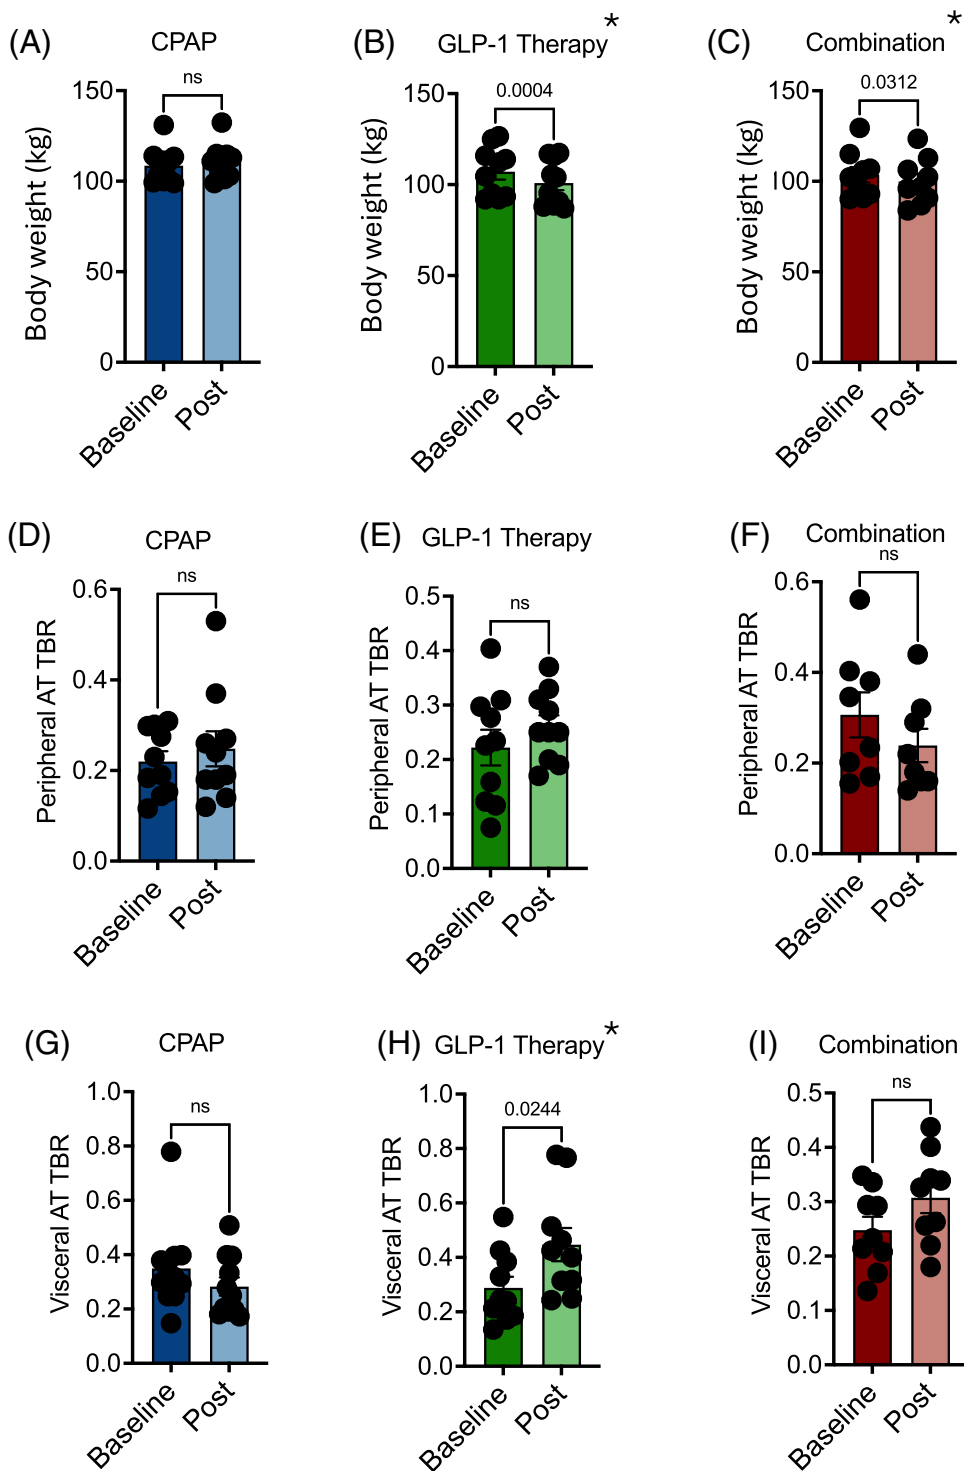 (A) CPAP
ns
Body weight (kg)
150
100
50
0
Baseline
Post
(B) GLP-1 Therapy *
0.0004
Body weight (kg)
150
100
50
0
Baseline
Post
(C) Combination *
0.0312
Body weight (kg)
150
100
50
0
Baseline
Post
(D) CPAP
ns
Peripheral AT TBR
0.6
0.4
0.2
0.0
Baseline
Post
(E) GLP-1 Therapy
ns
Peripheral AT TBR
0.5
0.4
0.3
0.2
0.1
0.0
Baseline
Post
(F) Combination
ns
Peripheral AT TBR
0.6
0.4
0.2
0.0
Baseline
Post
(G) CPAP
ns
Visceral AT TBR
1.0
0.8
0.6
0.4
0.2
0.0
Baseline
Post
(H) GLP-1 Therapy *
0.0244
Visceral AT TBR
1.0
0.8
0.6
0.4
0.2
0.0
Baseline
Post
(I) Combination
ns
Visceral AT TBR
0.5
0.4
0.3
0.2
0.1
0.0
Baseline
Post